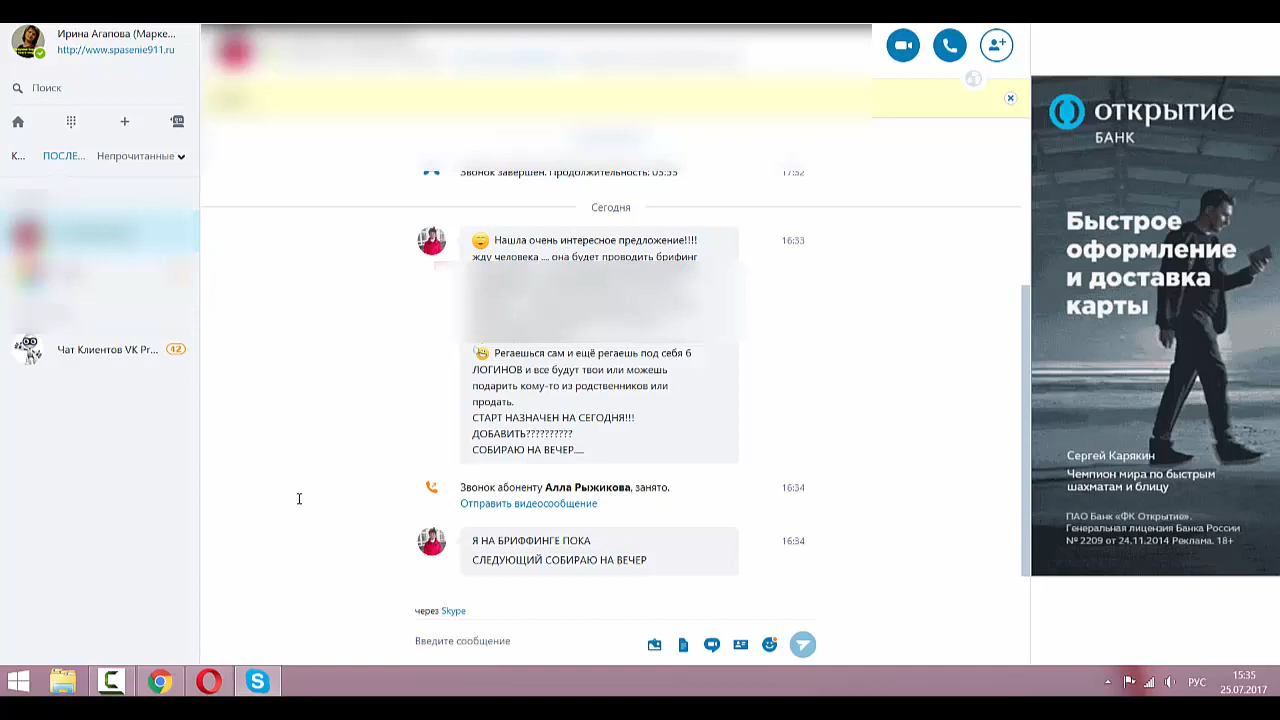 Ирина Агапова (Марке...
http://www.spasenie911.ru
Поиск
К...
ПОСЛЕ...
Непрочитанные
Чат Клиентов VK Pr...
42
Звонок завершен. Продолжительность: 05:55
17:32
Сегодня
Нашла очень интересное предложение!!!!
16:33
жду человека .... она будет проводить брифинг
Регаешься сам и ещё регаешь под себя 6
ЛОГИНОВ и все будут твои или можешь
подарить кому-то из родственников или
продать.
СТАРТ НАЗНАЧЕН НА СЕГОДНЯ!!!
ДОБАВИТЬ??????????
СОБИРАЮ НА ВЕЧЕР.....
Звонок абоненту Алла Рыжикова, занято.
16:34
Отправить видеосообщение
Я НА БРИФФИНГЕ ПОКА
16:34
СЛЕДУЮЩИЙ СОБИРАЮ НА ВЕЧЕР
через Skype
Введите сообщение
открытие
БАНК
Быстрое
оформление
и доставка
карты
Сергей Карякин
Чемпион мира по быстрым
шахматам и блицу
ПАО Банк «ФК Открытие».
Генеральная лицензия Банка России
№ 2209 от 24.11.2014 Реклама. 18+
РУС
15:35
25.07.2017